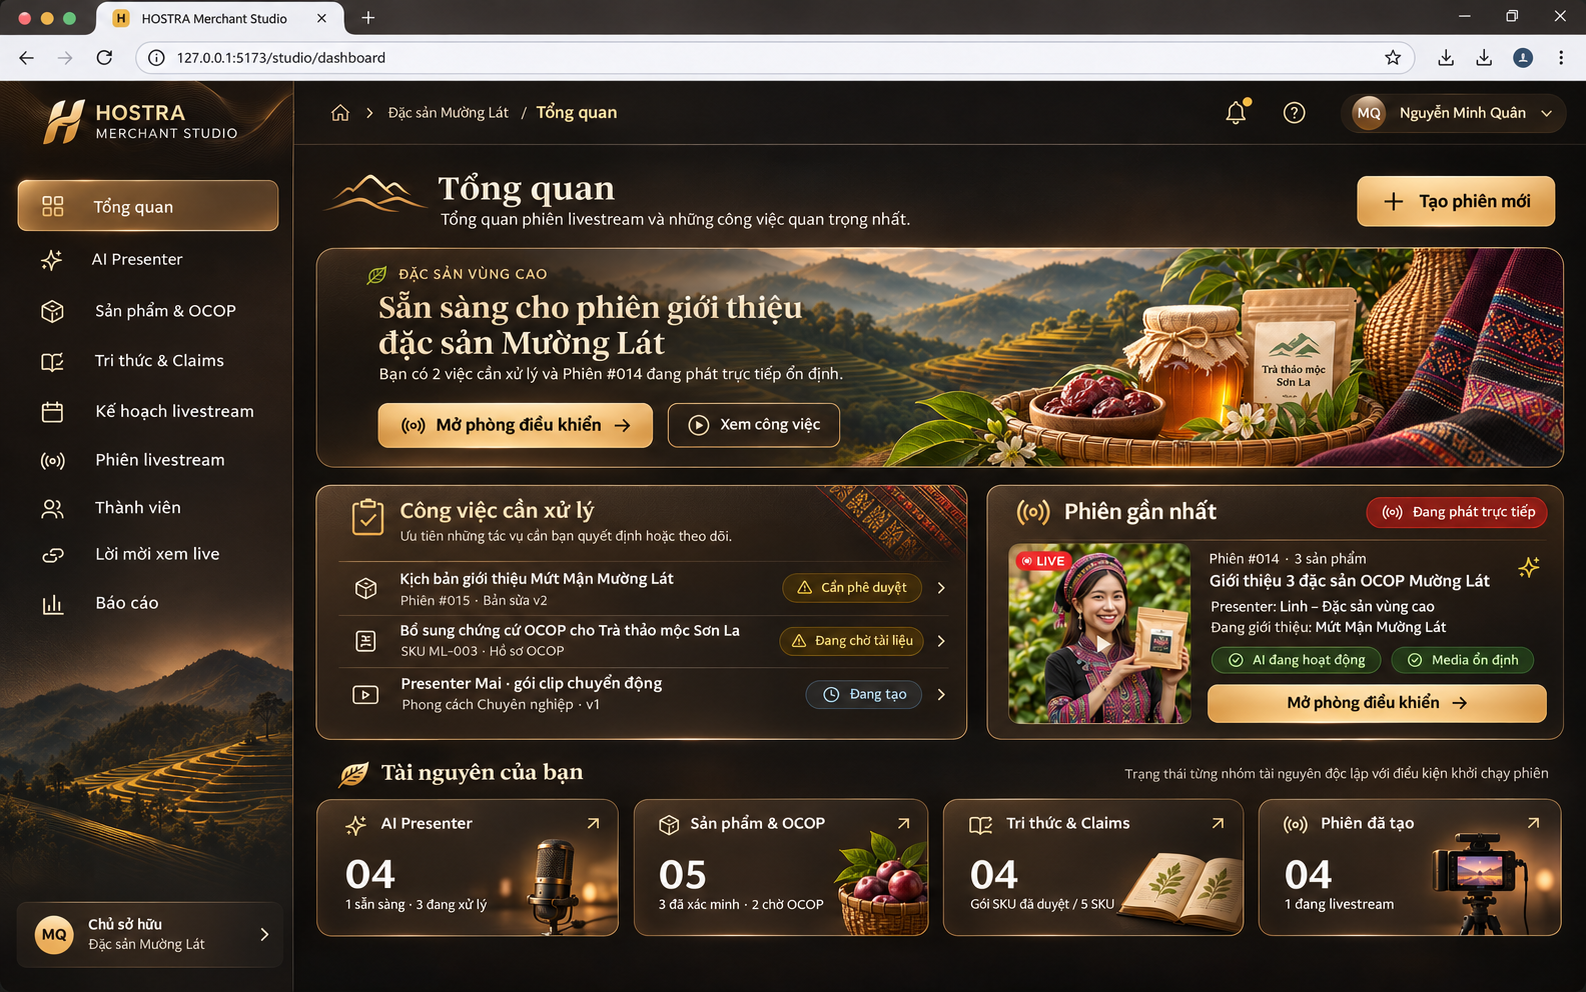 HOSTRA Merchant Studio
127.0.0.1:5173/studio/dashboard
HOSTRA
MERCHANT STUDIO
Tổng quan
AI Presenter
Sản phẩm & OCOP
Tri thức & Claims
Kế hoạch livestream
Phiên livestream
Thành viên
Lời mời xem live
Báo cáo
MQ
Chủ sở hữu
Đặc sản Mường Lát
Đặc sản Mường Lát / Tổng quan
MQ Nguyễn Minh Quân
Tổng quan
Tổng quan phiên livestream và những công việc quan trọng nhất.
Tạo phiên mới
ĐẶC SẢN VÙNG CAO
Sẵn sàng cho phiên giới thiệu
đặc sản Mường Lát
Bạn có 2 việc cần xử lý và Phiên #014 đang phát trực tiếp ổn định.
Mở phòng điều khiển
Xem công việc
Trà thảo mộc
Sơn La
Công việc cần xử lý
Ưu tiên những tác vụ cần bạn quyết định hoặc theo dõi.
Kịch bản giới thiệu Mứt Mận Mường Lát
Phiên #015 · Bản sửa v2
Cần phê duyệt
Bổ sung chứng cứ OCOP cho Trà thảo mộc Sơn La
SKU ML-003 · Hồ sơ OCOP
Đang chờ tài liệu
Presenter Mai · gói clip chuyển động
Phong cách Chuyên nghiệp · v1
Đang tạo
Phiên gần nhất
Đang phát trực tiếp
LIVE
Phiên #014 · 3 sản phẩm
Giới thiệu 3 đặc sản OCOP Mường Lát
Presenter: Linh – Đặc sản vùng cao
Đang giới thiệu: Mứt Mận Mường Lát
AI đang hoạt động
Media ổn định
Mở phòng điều khiển
Tài nguyên của bạn
Trạng thái từng nhóm tài nguyên độc lập với điều kiện khởi chạy phiên
AI Presenter
04
1 sẵn sàng · 3 đang xử lý
Sản phẩm & OCOP
05
3 đã xác minh · 2 chờ OCOP
Tri thức & Claims
04
Gói SKU đã duyệt / 5 SKU
Phiên đã tạo
04
1 đang livestream